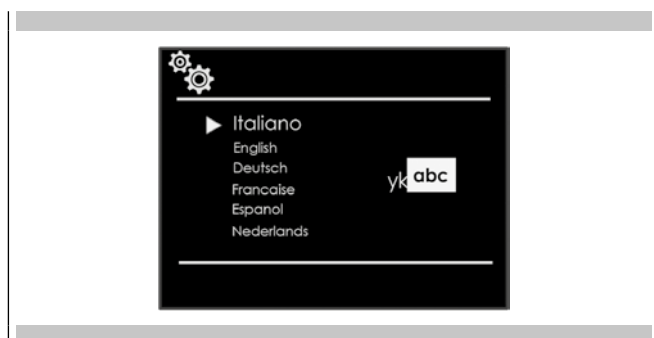 Italiano
English
Deutsch
Francaise
Espanol
Nederlands
yk abc